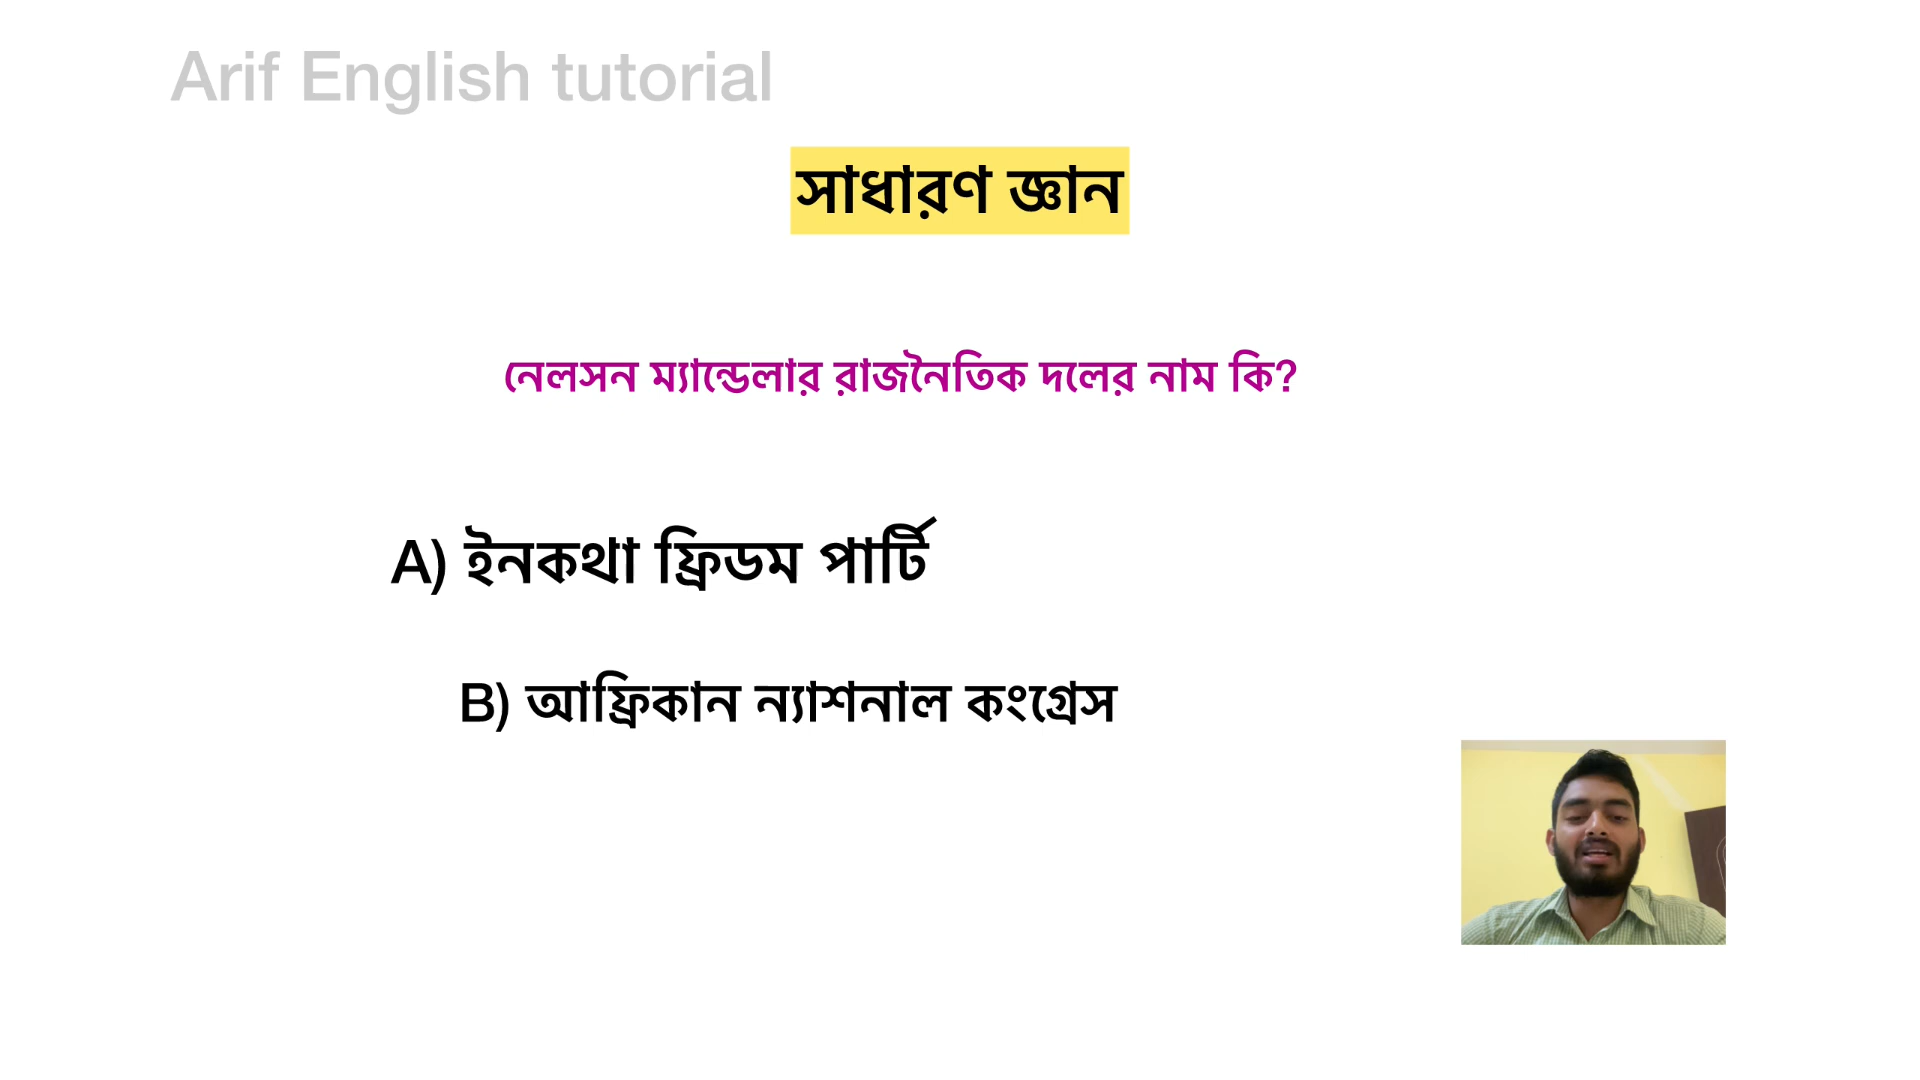 Arif English tutorial
সাধারণ জ্ঞান
নেলসন ম্যান্ডেলার রাজনৈতিক দলের নাম কি?
A) ইনকথা ফ্রিডম পার্টি
B) আফ্রিকান ন্যাশনাল কংগ্রেস